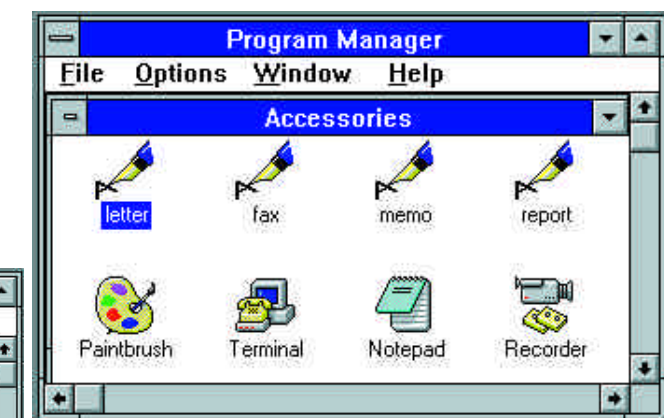 Program Manager
File Options Window Help
Accessories
letter fax memo report
Paintbrush Terminal Notepad Recorder